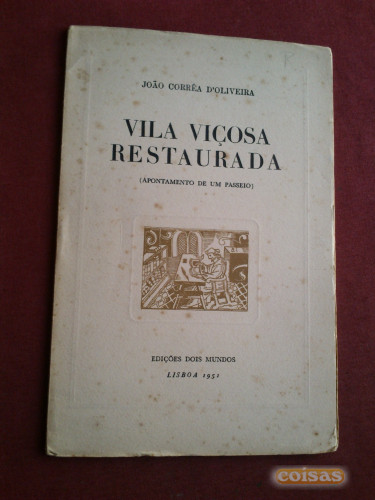 JOÃO CORRÊA D'OLIVEIRA
VILA VIÇOSA
RESTAURADA
(APONTAMENTO DE UM PASSEIO)
EDIÇÕES DOIS MUNDOS
LISBOA 1951
coisas